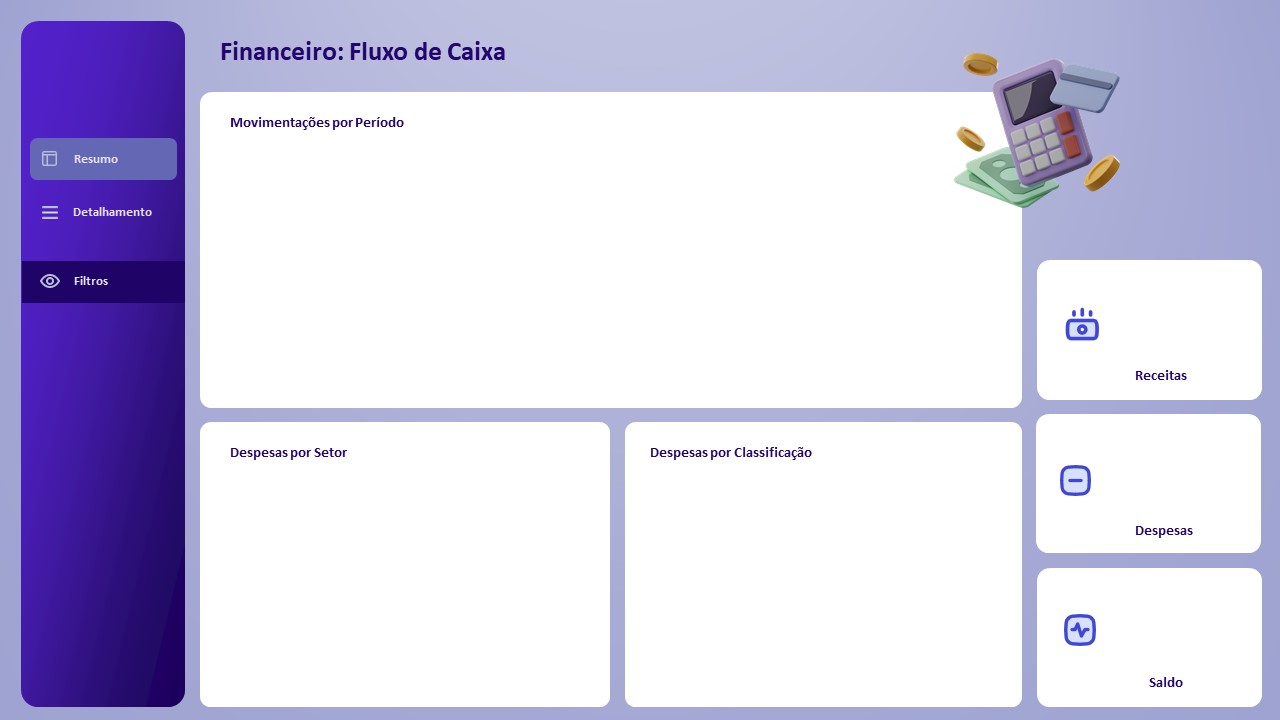 Financeiro: Fluxo de Caixa
Resumo
Detalhamento
Filtros
Movimentações por Período
Despesas por Setor
Despesas por Classificação
Receitas
Despesas
Saldo